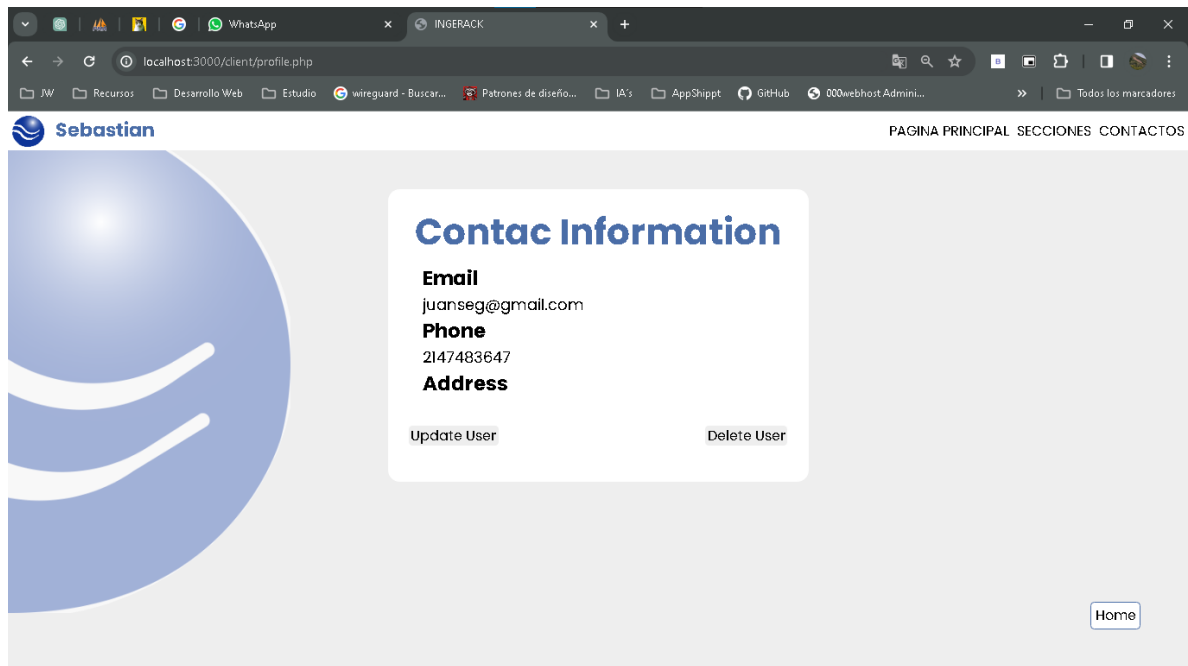 WhatsApp
INGERACK
localhost:3000/client/profile.php
JW Recursos Desarrollo Web Estudio wireguard - Buscar... Patrones de diseño... IA's AppShippt GitHub 000webhost Admini... » Todos los marcadores
Sebastian
PAGINA PRINCIPAL SECCIONES CONTACTOS
Contac Information
Email
juanseg@gmail.com
Phone
2147483647
Address
Update User Delete User
Home